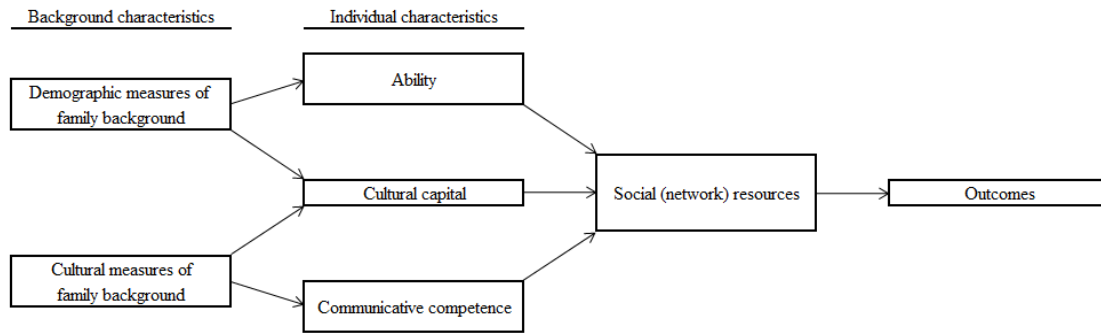 Background characteristics
Individual characteristics
Demographic measures of
family background
Ability
Cultural capital
Social (network) resources
Outcomes
Cultural measures of
family background
Communicative competence